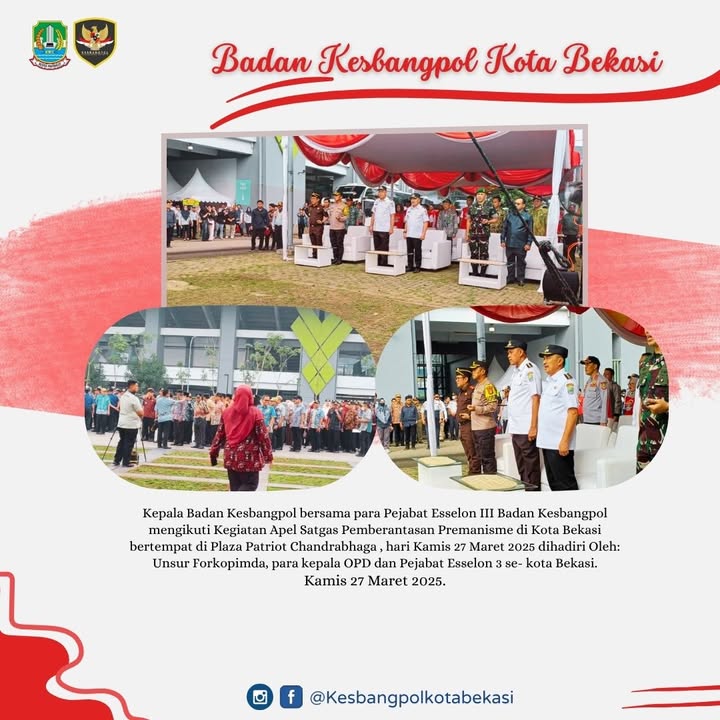 Badan Kesbangpol Kota Bekasi
Kepala Badan Kesbangpol bersama para Pejabat Esselon III Badan Kesbangpol
mengikuti Kegiatan Apel Satgas Pemberantasan Premanisme di Kota Bekasi
bertempat di Plaza Patriot Chandrabhaga , hari Kamis 27 Maret 2025 dihadiri Oleh:
Unsur Forkopimda, para kepala OPD dan Pejabat Esselon 3 se- kota Bekasi.
Kamis 27 Maret 2025.
@Kesbangpolkotabekasi